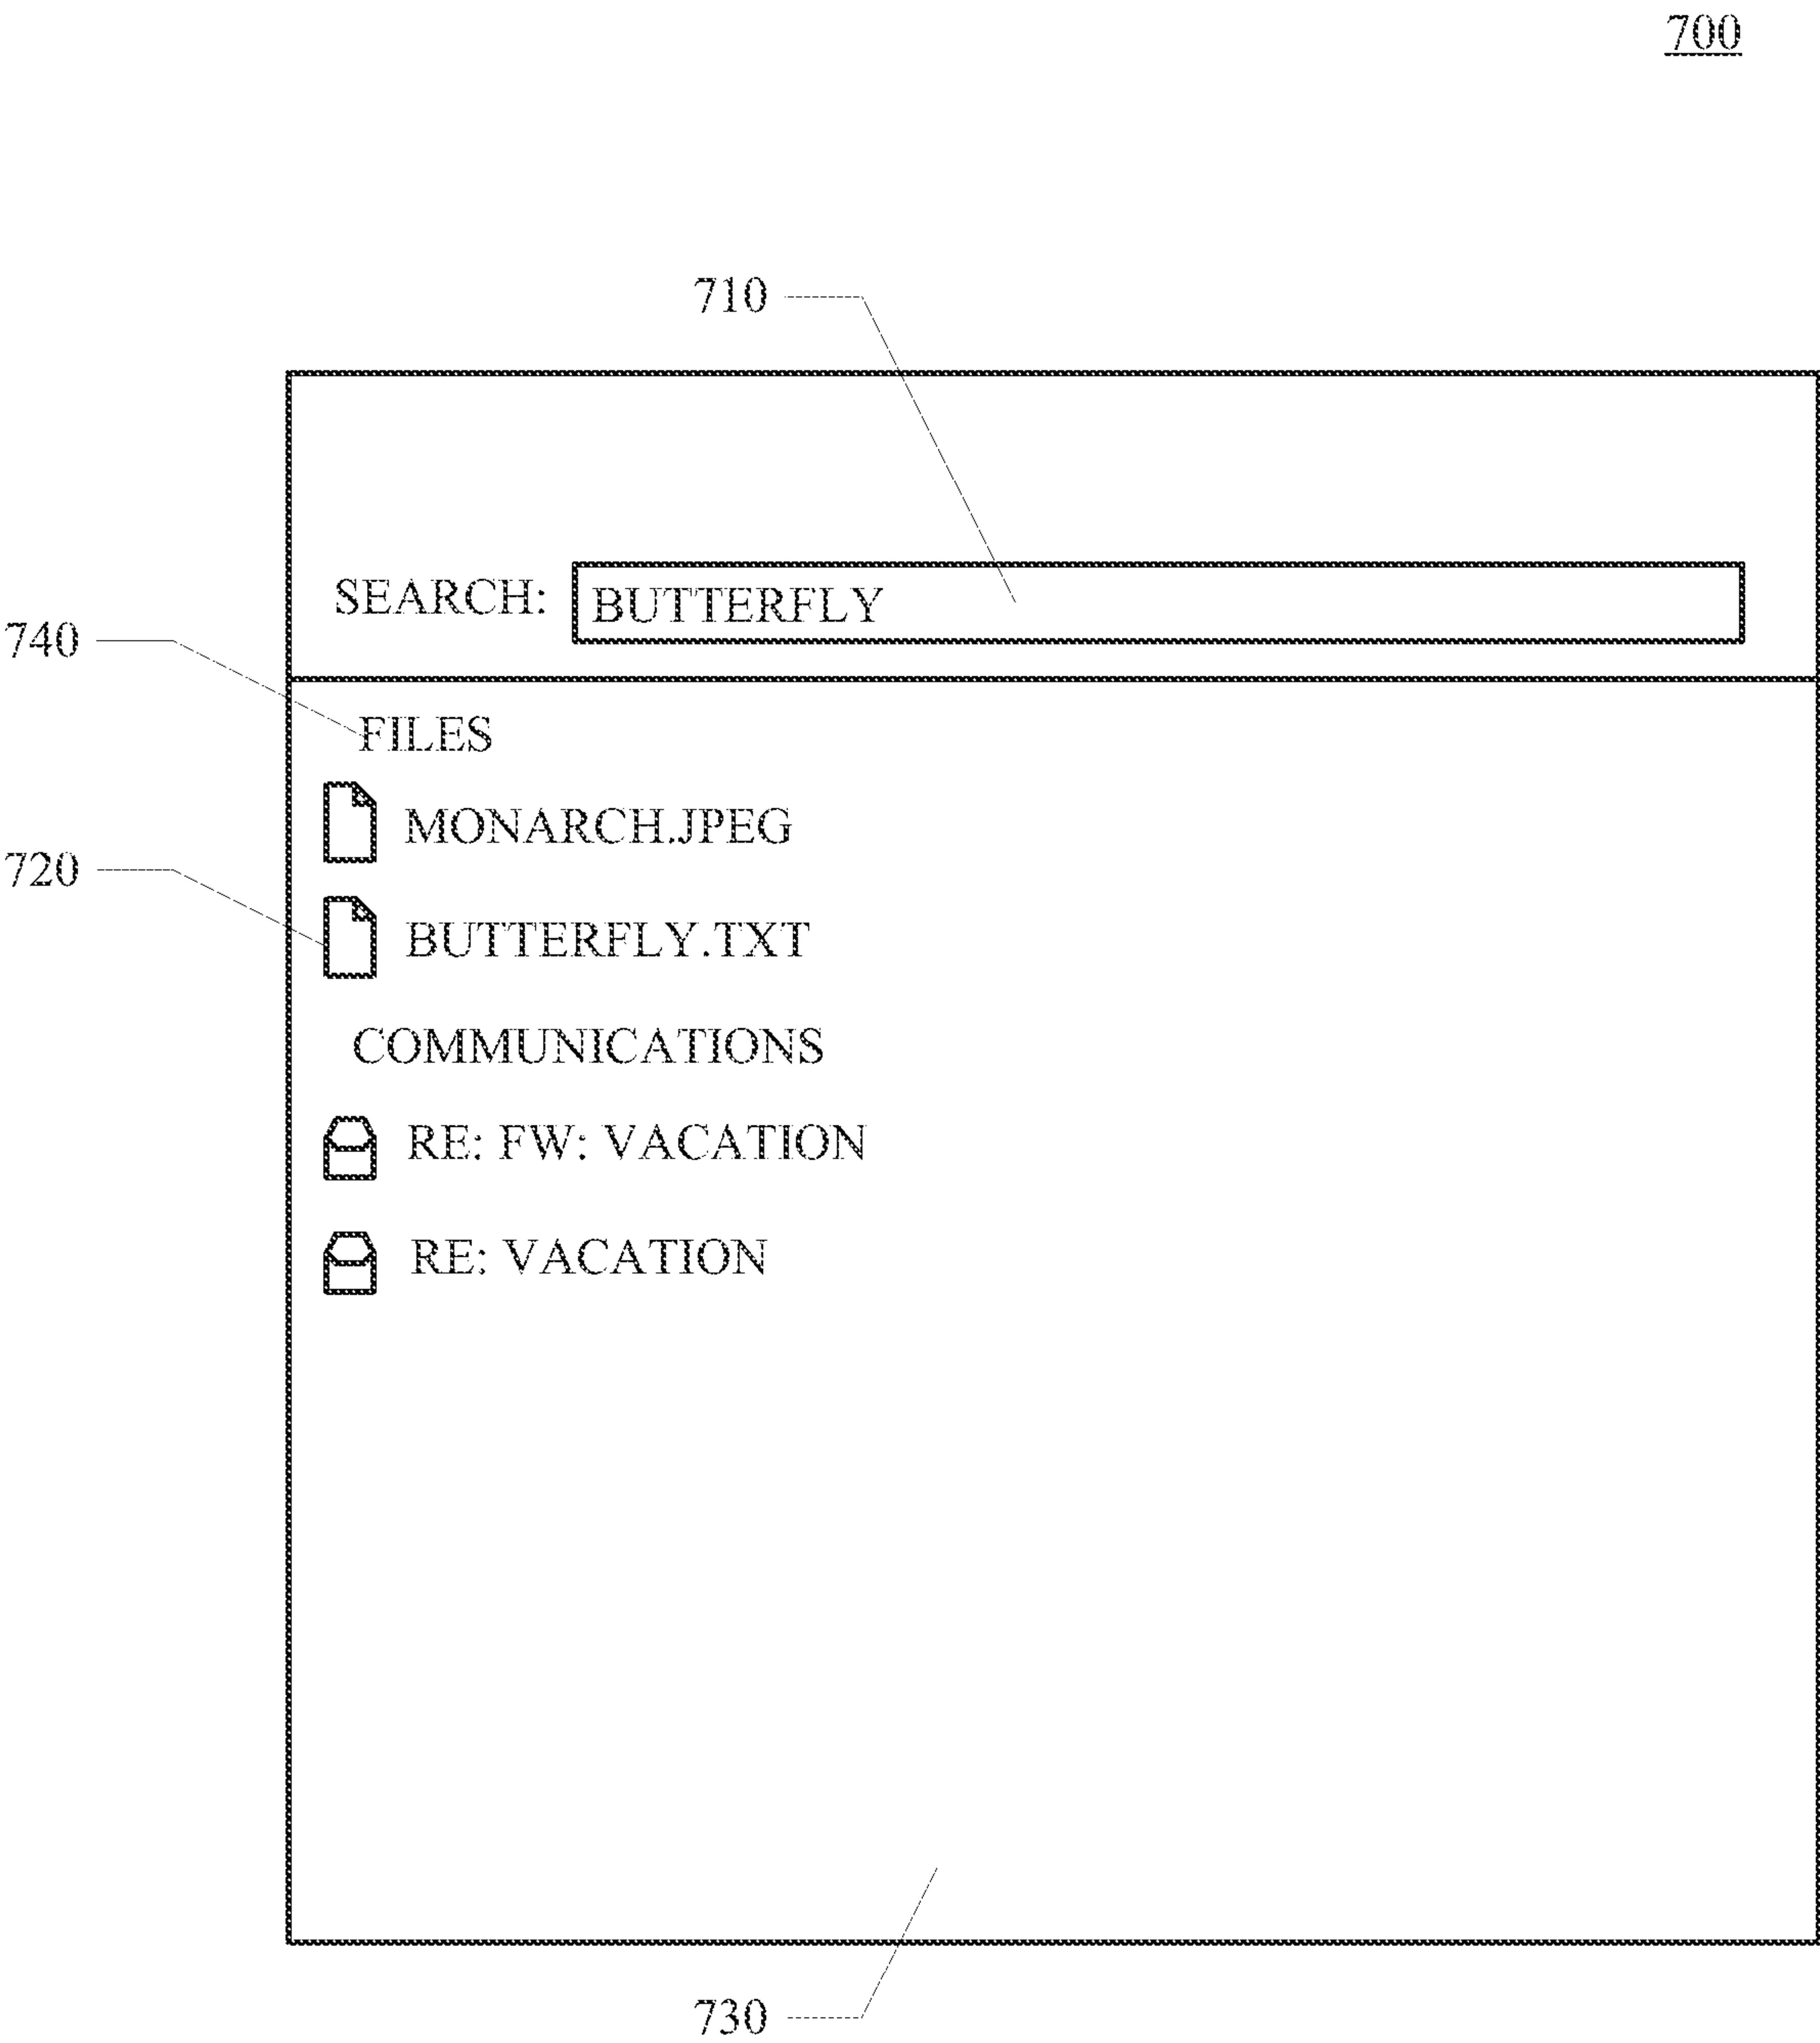 700
710
SEARCH: BUTTERFLY
740
FILES
MONARCH.JPEG
720
BUTTERFLY.TXT
COMMUNICATIONS
RE: FW: VACATION
RE: VACATION
730